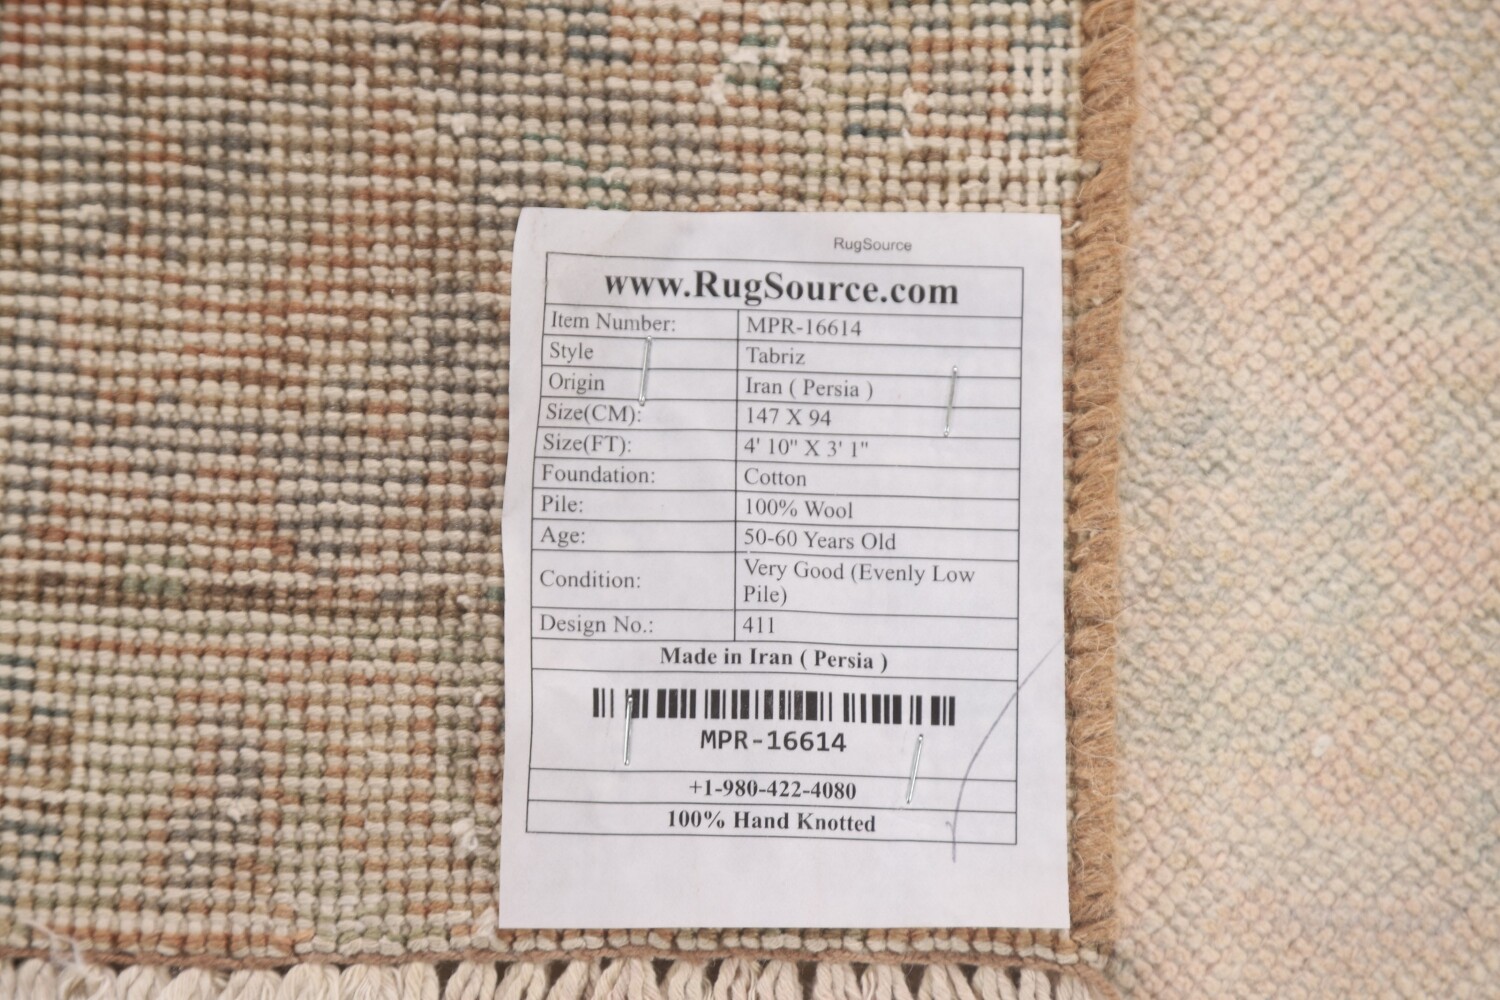 RugSource
www.RugSource.com
Item Number: MPR-16614
Style Tabriz
Origin Iran ( Persia )
Size(CM): 147 X 94
Size(FT): 4' 10" X 3' 1"
Foundation: Cotton
Pile: 100% Wool
Age: 50-60 Years Old
Condition: Very Good (Evenly Low
Pile)
Design No.: 411
Made in Iran ( Persia )
MPR-16614
+1-980-422-4080
100% Hand Knotted